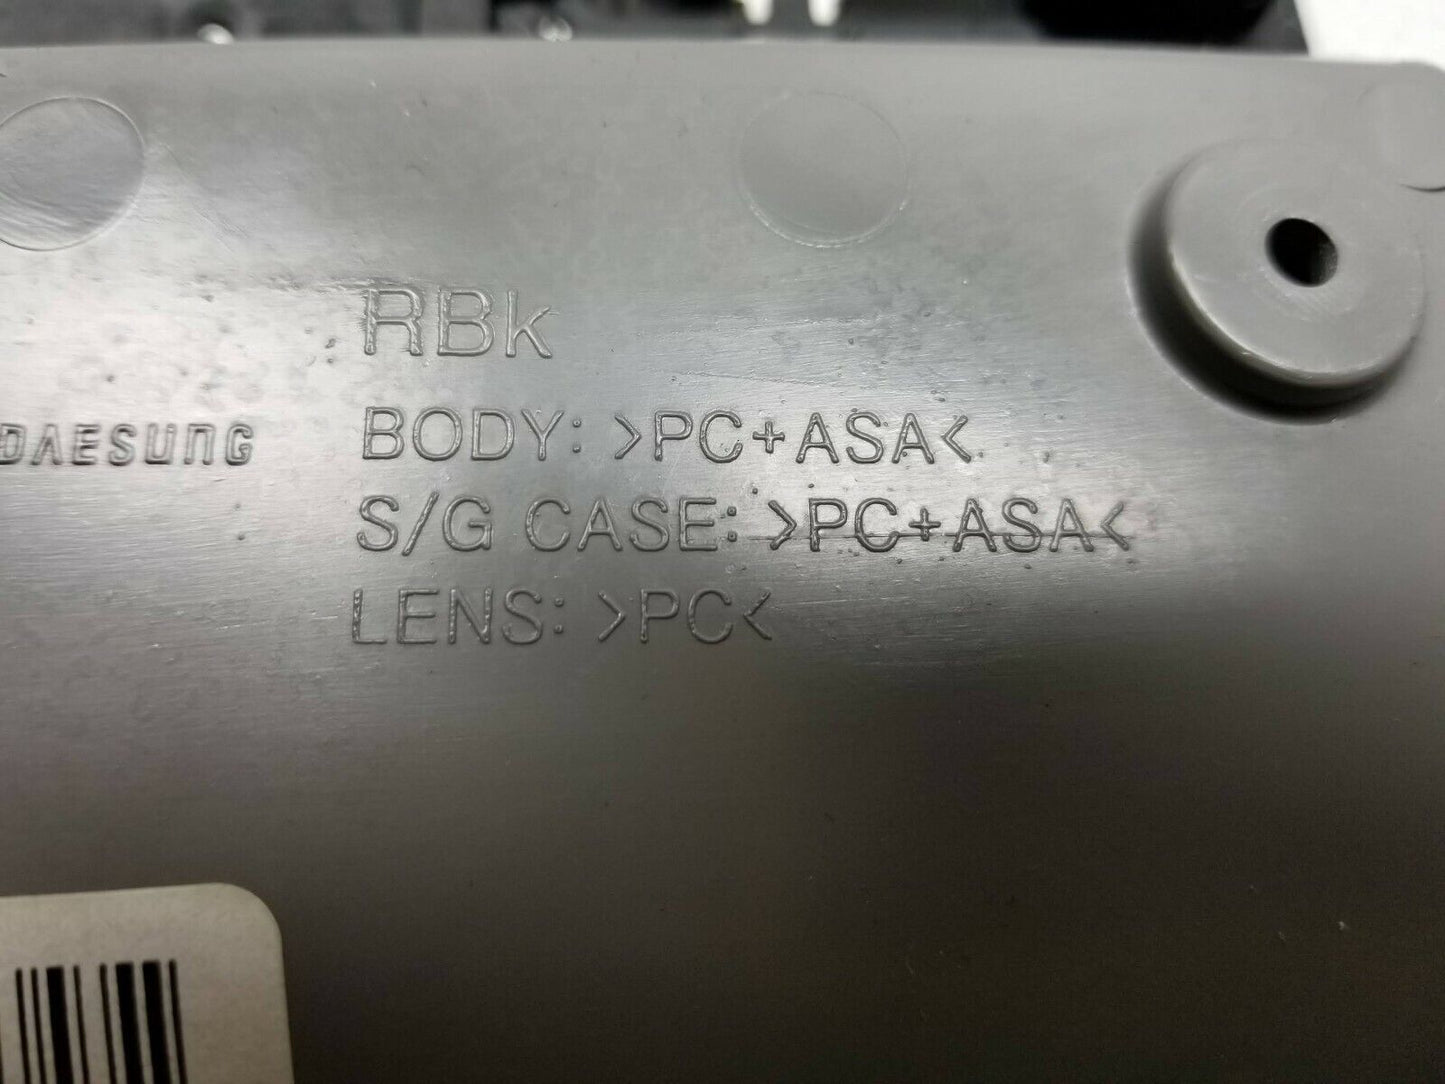 RBk
DAESUNG
BODY: >PC+ASA<
S/G CASE: >PC+ASA<
LENS: >PC<